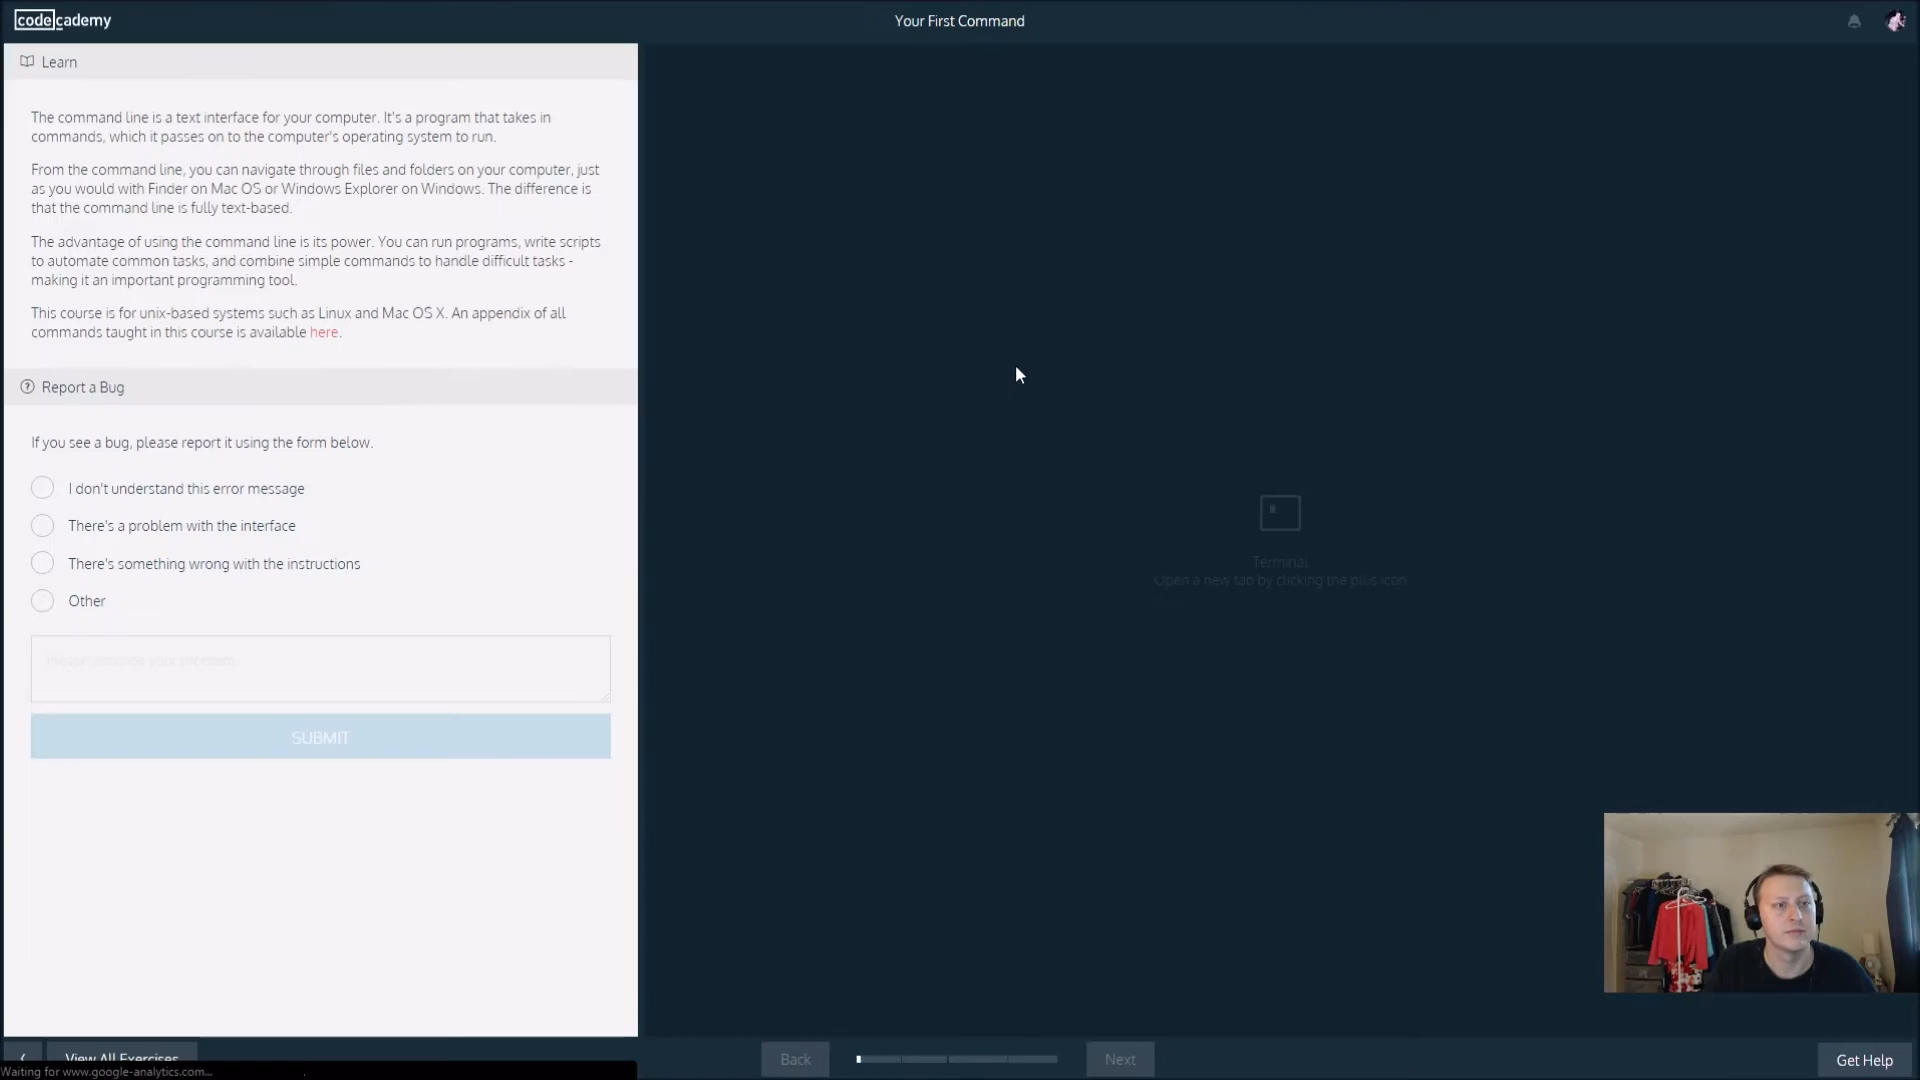 codecademy
Your First Command
Learn
The command line is a text interface for your computer. It's a program that takes in
commands, which it passes on to the computer's operating system to run.
From the command line, you can navigate through files and folders on your computer, just
as you would with Finder on Mac OS or Windows Explorer on Windows. The difference is
that the command line is fully text-based.
The advantage of using the command line is its power. You can run programs, write scripts
to automate common tasks, and combine simple commands to handle difficult tasks -
making it an important programming tool.
This course is for unix-based systems such as Linux and Mac OS X. An appendix of all
commands taught in this course is available here.
Report a Bug
If you see a bug, please report it using the form below.
I don't understand this error message
There's a problem with the interface
There's something wrong with the instructions
Other
Please describe your problem.
SUBMIT
Terminal
Open a new tab by clicking the plus icon
View All Exercises
Back
Next
Get Help
Waiting for www.google-analytics.com...